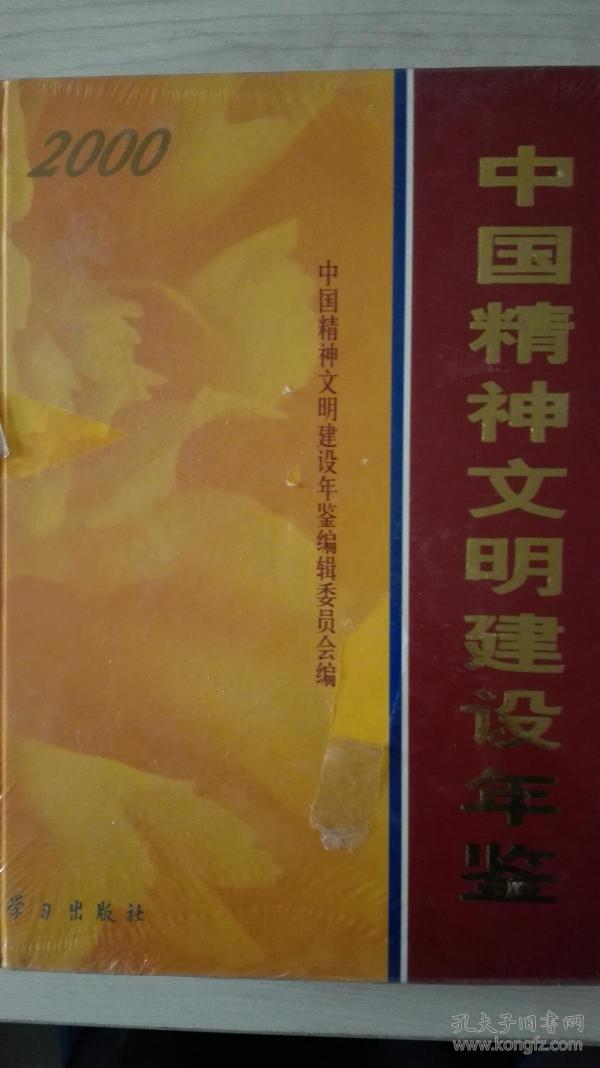 2000
中国精神文明建设年鉴
中国精神文明建设年鉴编辑委员会编
学习出版社
孔夫子旧书网
www.kongfz.com